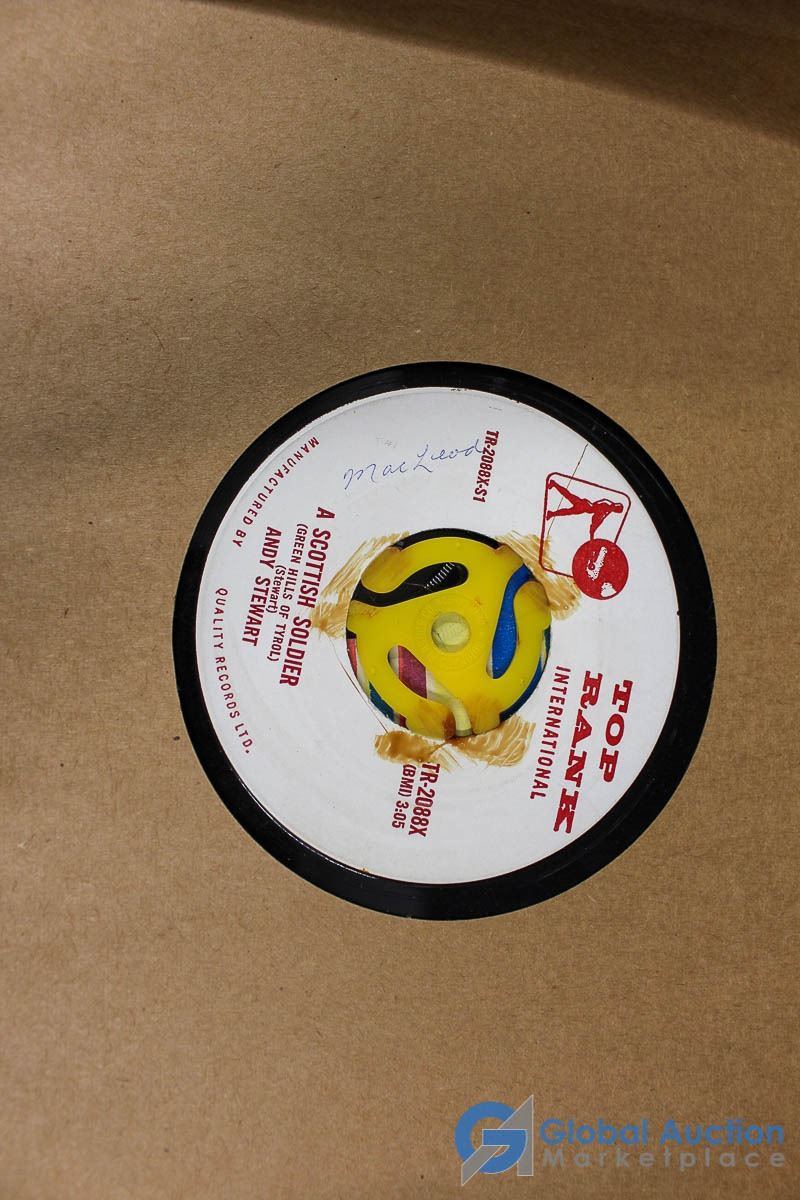 TOP
RANK
INTERNATIONAL
TR-2088X-S1
TR-2088X
(BMI) 3:05
MacLeod
A SCOTTISH SOLDIER
(GREEN HILLS OF TYROL)
(Stewart)
ANDY STEWART
MANUFACTURED BY QUALITY RECORDS LTD.
Global Auction
Marketplace